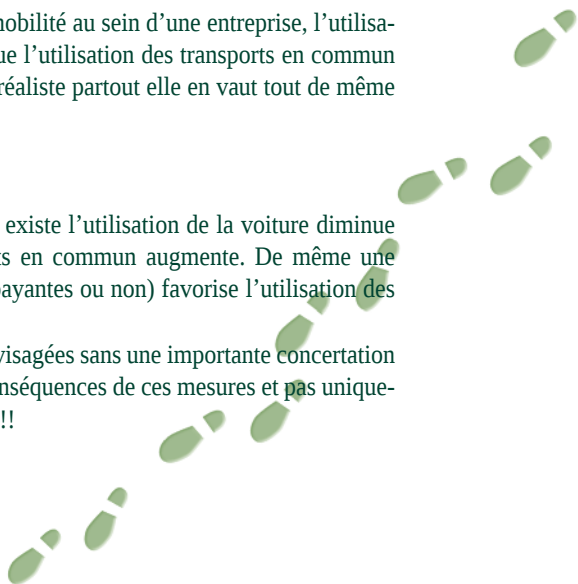 mobilité au sein d’une entreprise, l’utilisa-
ue l’utilisation des transports en commun
réaliste partout elle en vaut tout de même
existe l’utilisation de la voiture diminue
ts en commun augmente. De même une
payantes ou non) favorise l’utilisation des
visagées sans une importante concertation
nséquences de ces mesures et pas unique-
!!